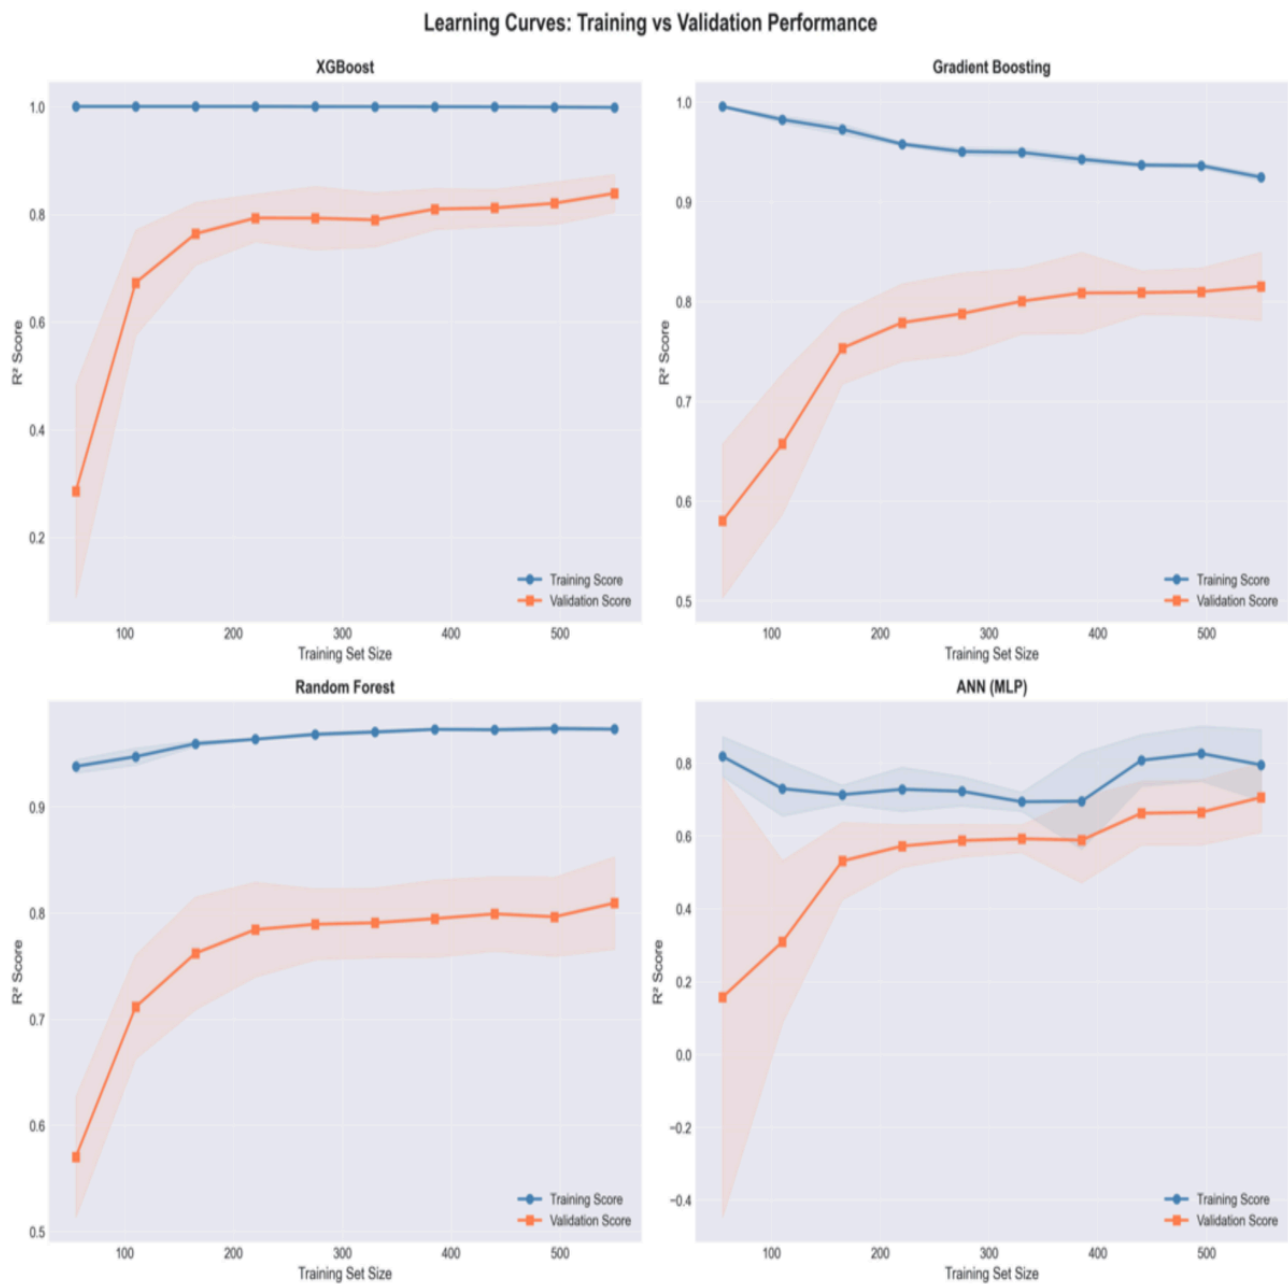 Learning Curves: Training vs Validation Performance
XGBoost
1.0
0.8
0.6
0.4
0.2
R² Score
100 200 300 400 500
Training Set Size
Training Score
Validation Score
Gradient Boosting
1.0
0.9
0.8
0.7
0.6
0.5
R² Score
100 200 300 400 500
Training Set Size
Training Score
Validation Score
Random Forest
0.9
0.8
0.7
0.6
0.5
R² Score
100 200 300 400 500
Training Set Size
Training Score
Validation Score
ANN (MLP)
0.8
0.6
0.4
0.2
0.0
−0.2
−0.4
R² Score
100 200 300 400 500
Training Set Size
Training Score
Validation Score